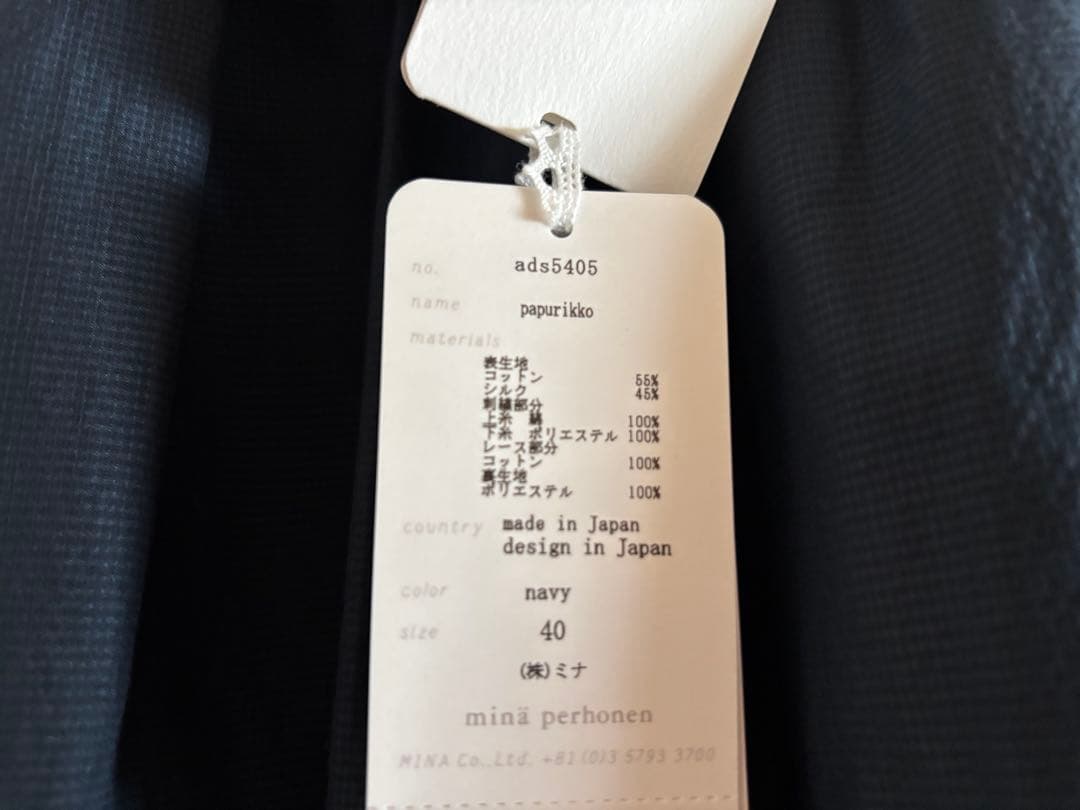 no. ads5405
name papurikko
materials
表生地
コットン 55%
シルク 45%
刺繍部分
上糸 綿 100%
下糸 ポリエステル 100%
レース部分
コットン 100%
裏生地
ポリエステル 100%
country made in Japan
design in Japan
color navy
size 40
(株)ミナ
minä perhonen
MINA Co.,Ltd. +81(0)3 5793 3700